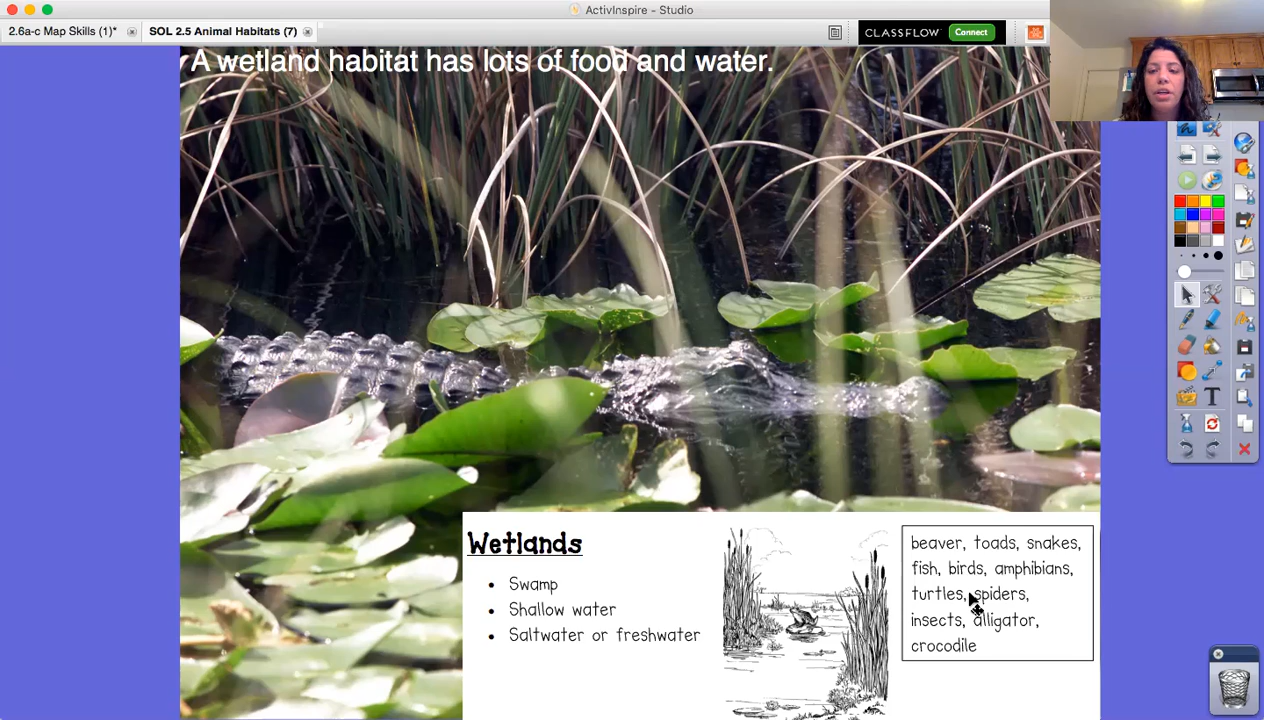 ActivInspire - Studio
2.6a-c Map Skills (1)*
SOL 2.5 Animal Habitats (7)
CLASSFLOW Connect
A wetland habitat has lots of food and water.
Wetlands
• Swamp
• Shallow water
• Saltwater or freshwater
beaver, toads, snakes,
fish, birds, amphibians,
turtles, spiders,
insects, alligator,
crocodile